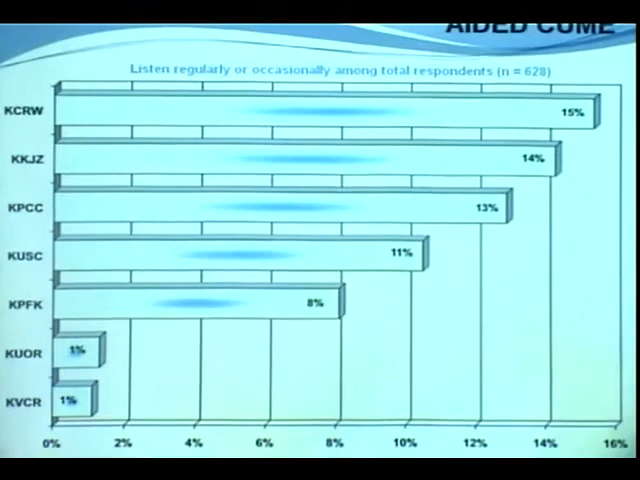 AIDED CUME
Listen regularly or occasionally among total respondents (n = 628)
KCRW 15%
KKJZ 14%
KPCC 13%
KUSC 11%
KPFK 8%
KUOR 1%
KVCR 1%
0% 2% 4% 6% 8% 10% 12% 14% 16%